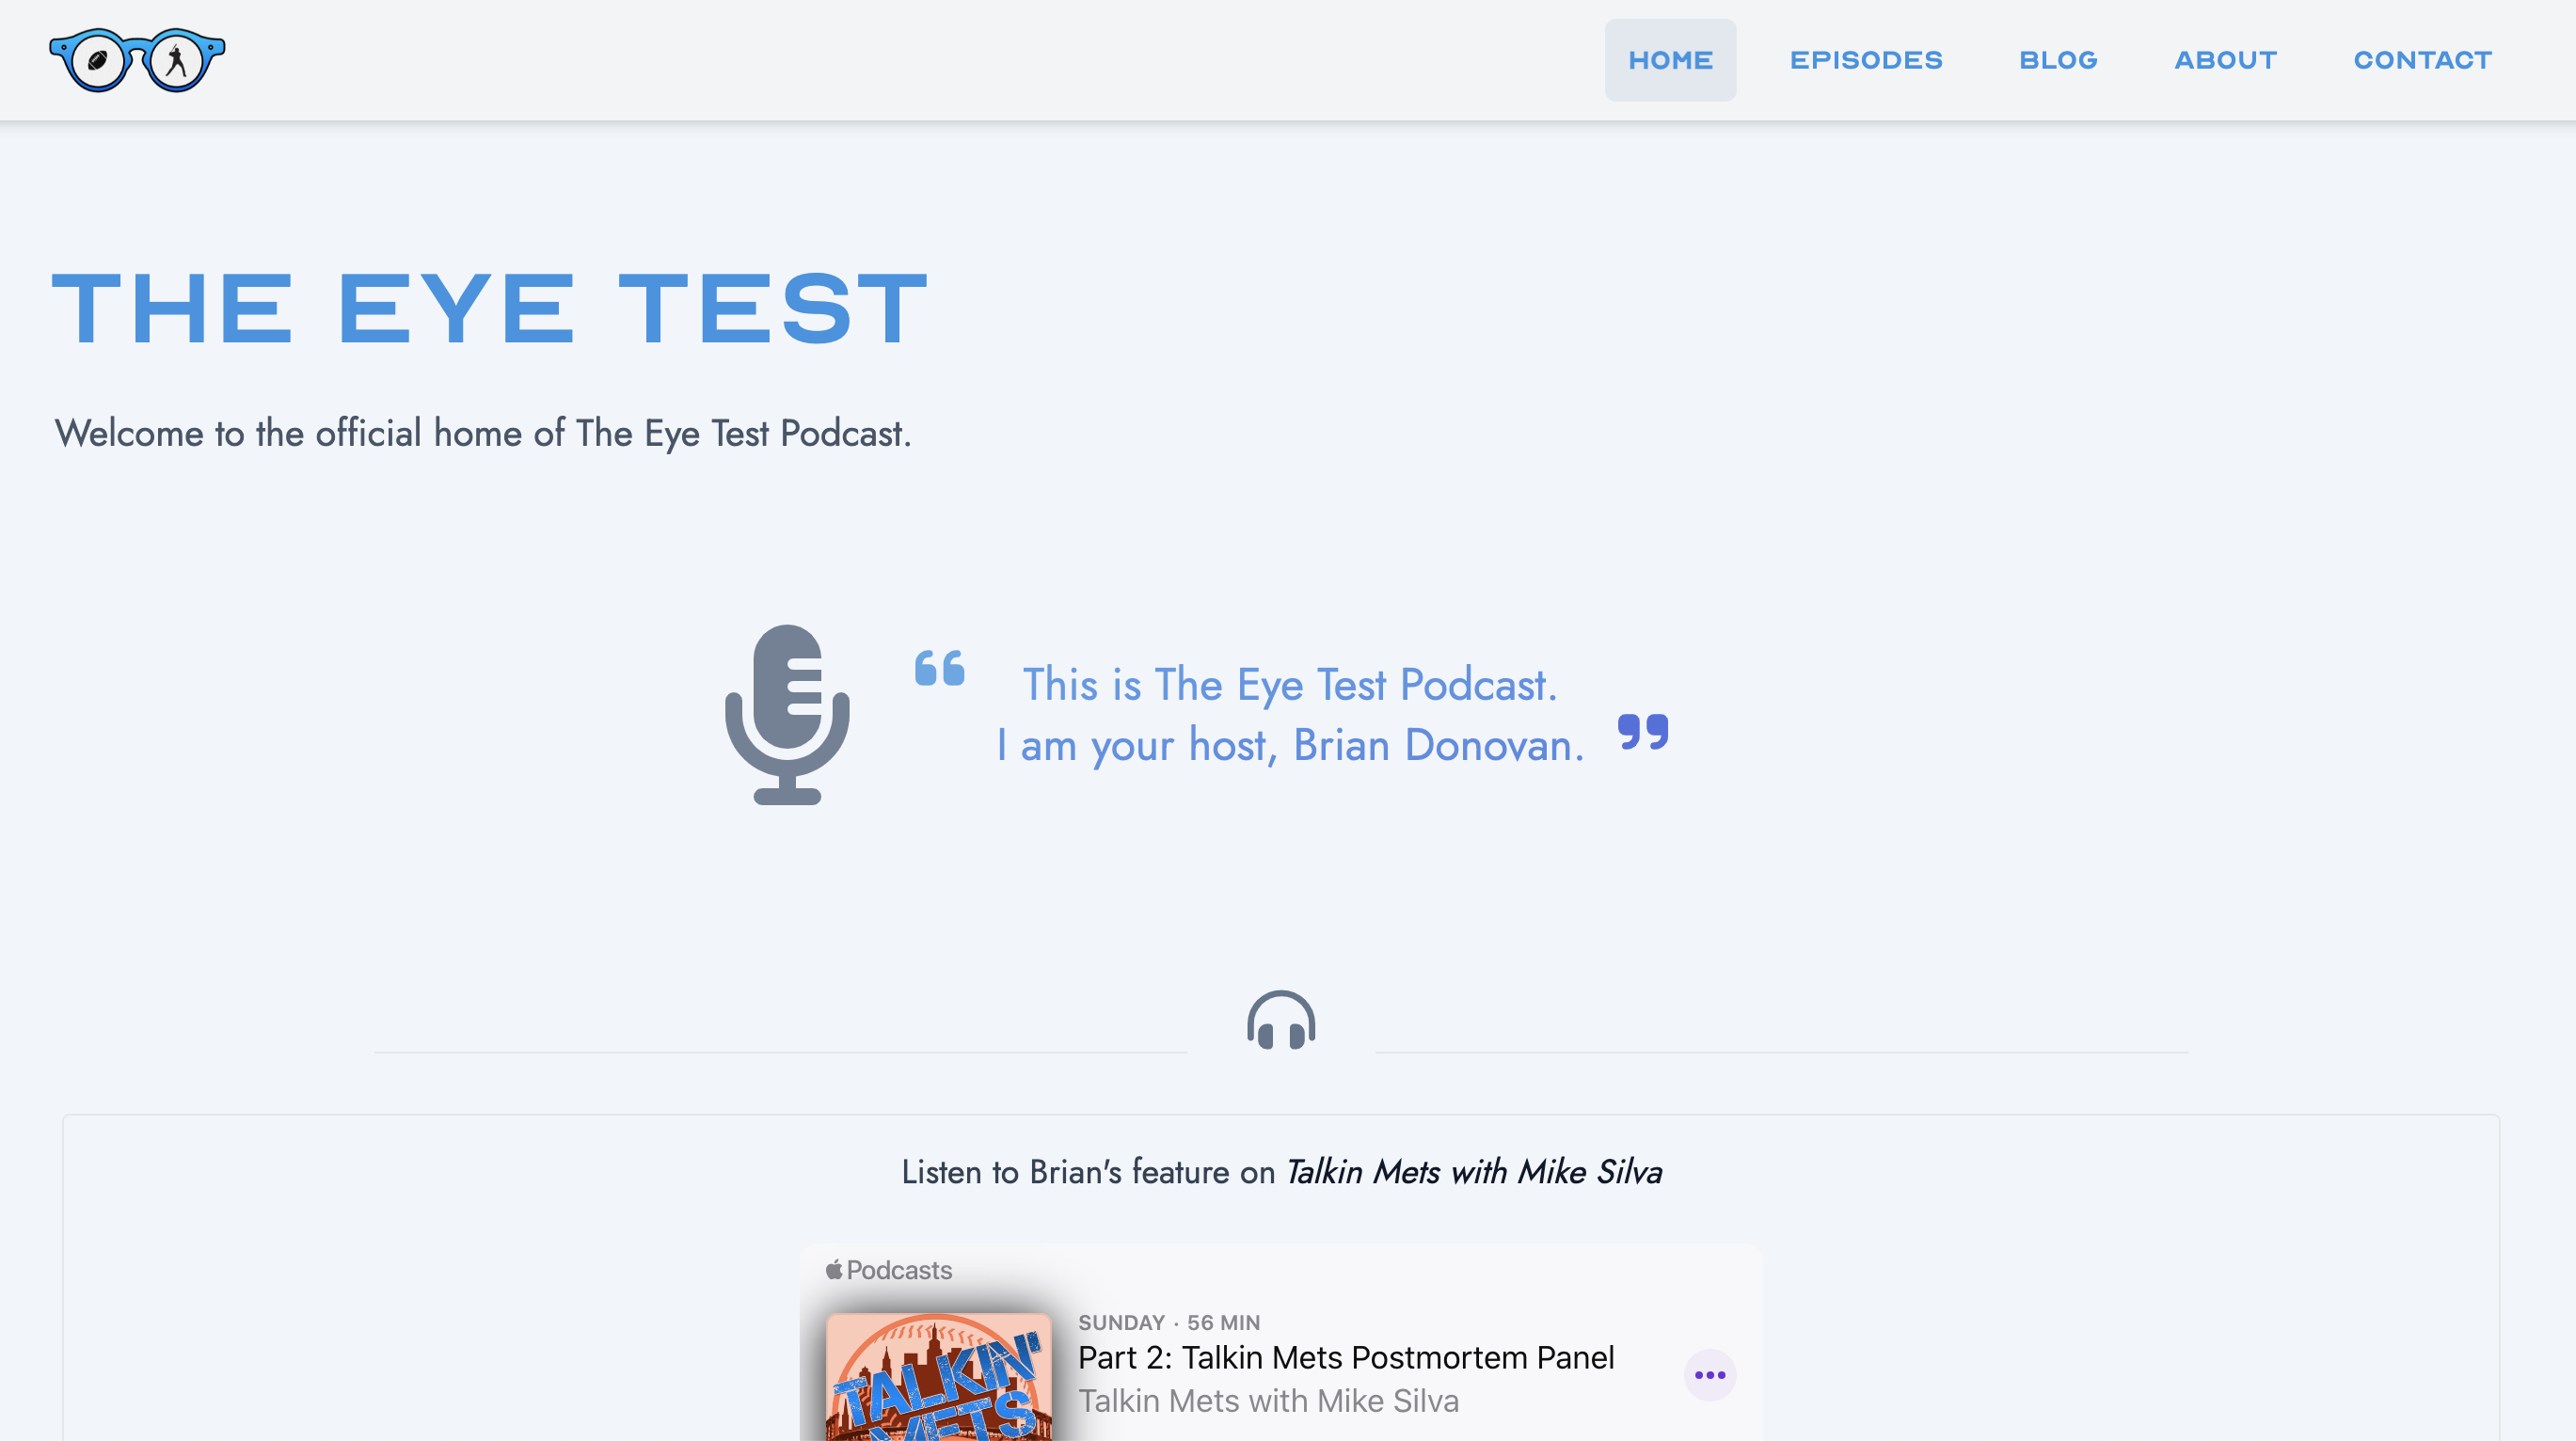 HOME EPISODES BLOG ABOUT CONTACT
THE EYE TEST
Welcome to the official home of The Eye Test Podcast.
“ This is The Eye Test Podcast.
I am your host, Brian Donovan. ”
Listen to Brian's feature on Talkin Mets with Mike Silva
Podcasts
SUNDAY · 56 MIN
Part 2: Talkin Mets Postmortem Panel
Talkin Mets with Mike Silva
TALKIN'
METS